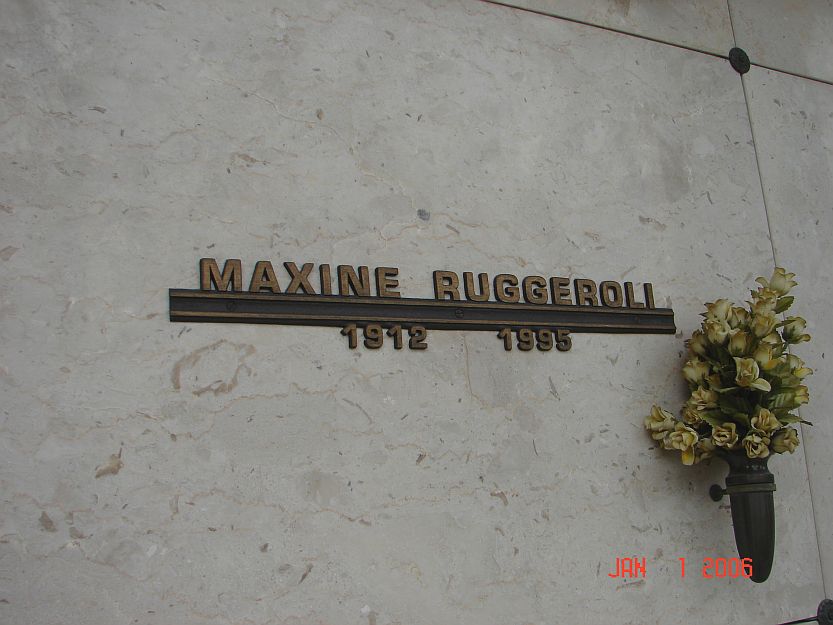 MAXINE RUGGEROLI
1912 1995
JAN 1 2006